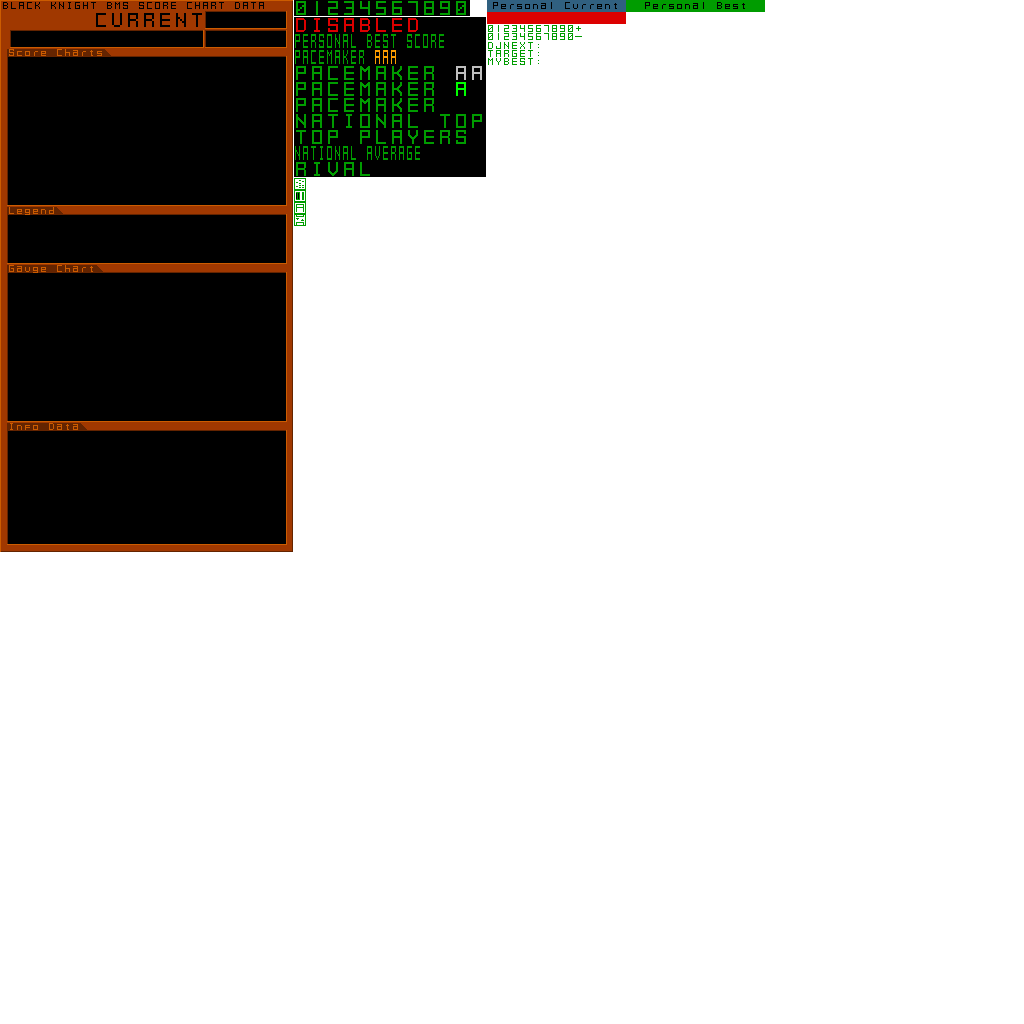 BLACK KNIGHT BMS SCORE CHART DATA
CURRENT
Score Charts
Legend
Gauge Chart
Info Data
01234567890
DISABLED
PERSONAL BEST SCORE
PACEMAKER AAA
PACEMAKER AA
PACEMAKER A
PACEMAKER
NATIONAL TOP
TOP PLAYERS
NATIONAL AVERAGE
RIVAL
Personal Current
Personal Best
01234567890+
01234567890-
DJNEXT:
TARGET:
MYBEST: